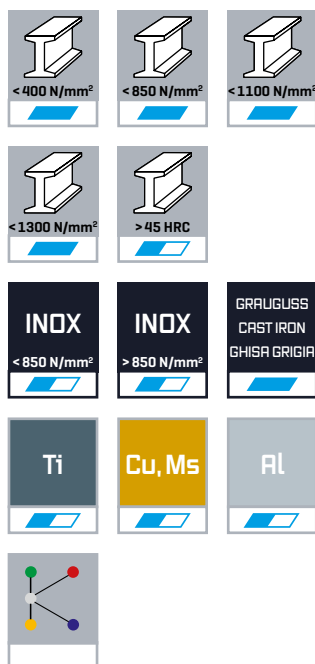 < 400 N/mm²
< 850 N/mm²
< 1100 N/mm²
< 1300 N/mm²
> 45 HRC
INOX
< 850 N/mm²
INOX
> 850 N/mm²
GRAUGUSS
CAST IRON
GHISA GRIGIA
Ti
Cu, Ms
Al